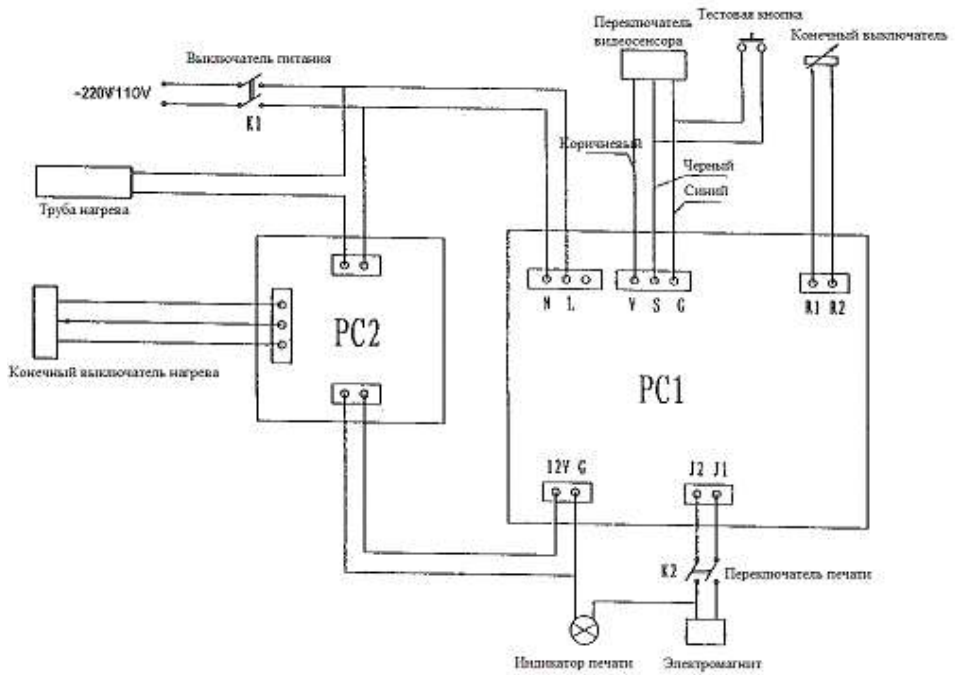 Переключатель
видеосенсора
Тестовая кнопка
Конечный выключатель
Выключатель питания
~220V110V
K1
Коричневый
Черный
Синий
Труба нагрева
N L
V S G
R1 R2
PC2
Конечный выключатель нагрева
PC1
12V G
J2 J1
K2
Переключатель печати
Индикатор печати
Электромагнит